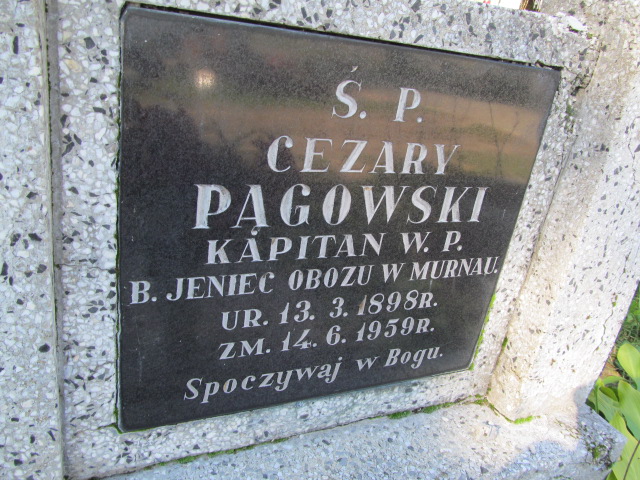 Ś. P.
CEZARY
PĄGOWSKI
KAPITAN W. P.
B. JENIEC OBOZU W MURNAU.
UR. 13. 3. 1898R.
ZM. 14. 6. 1959R.
Spoczywaj w Bogu.